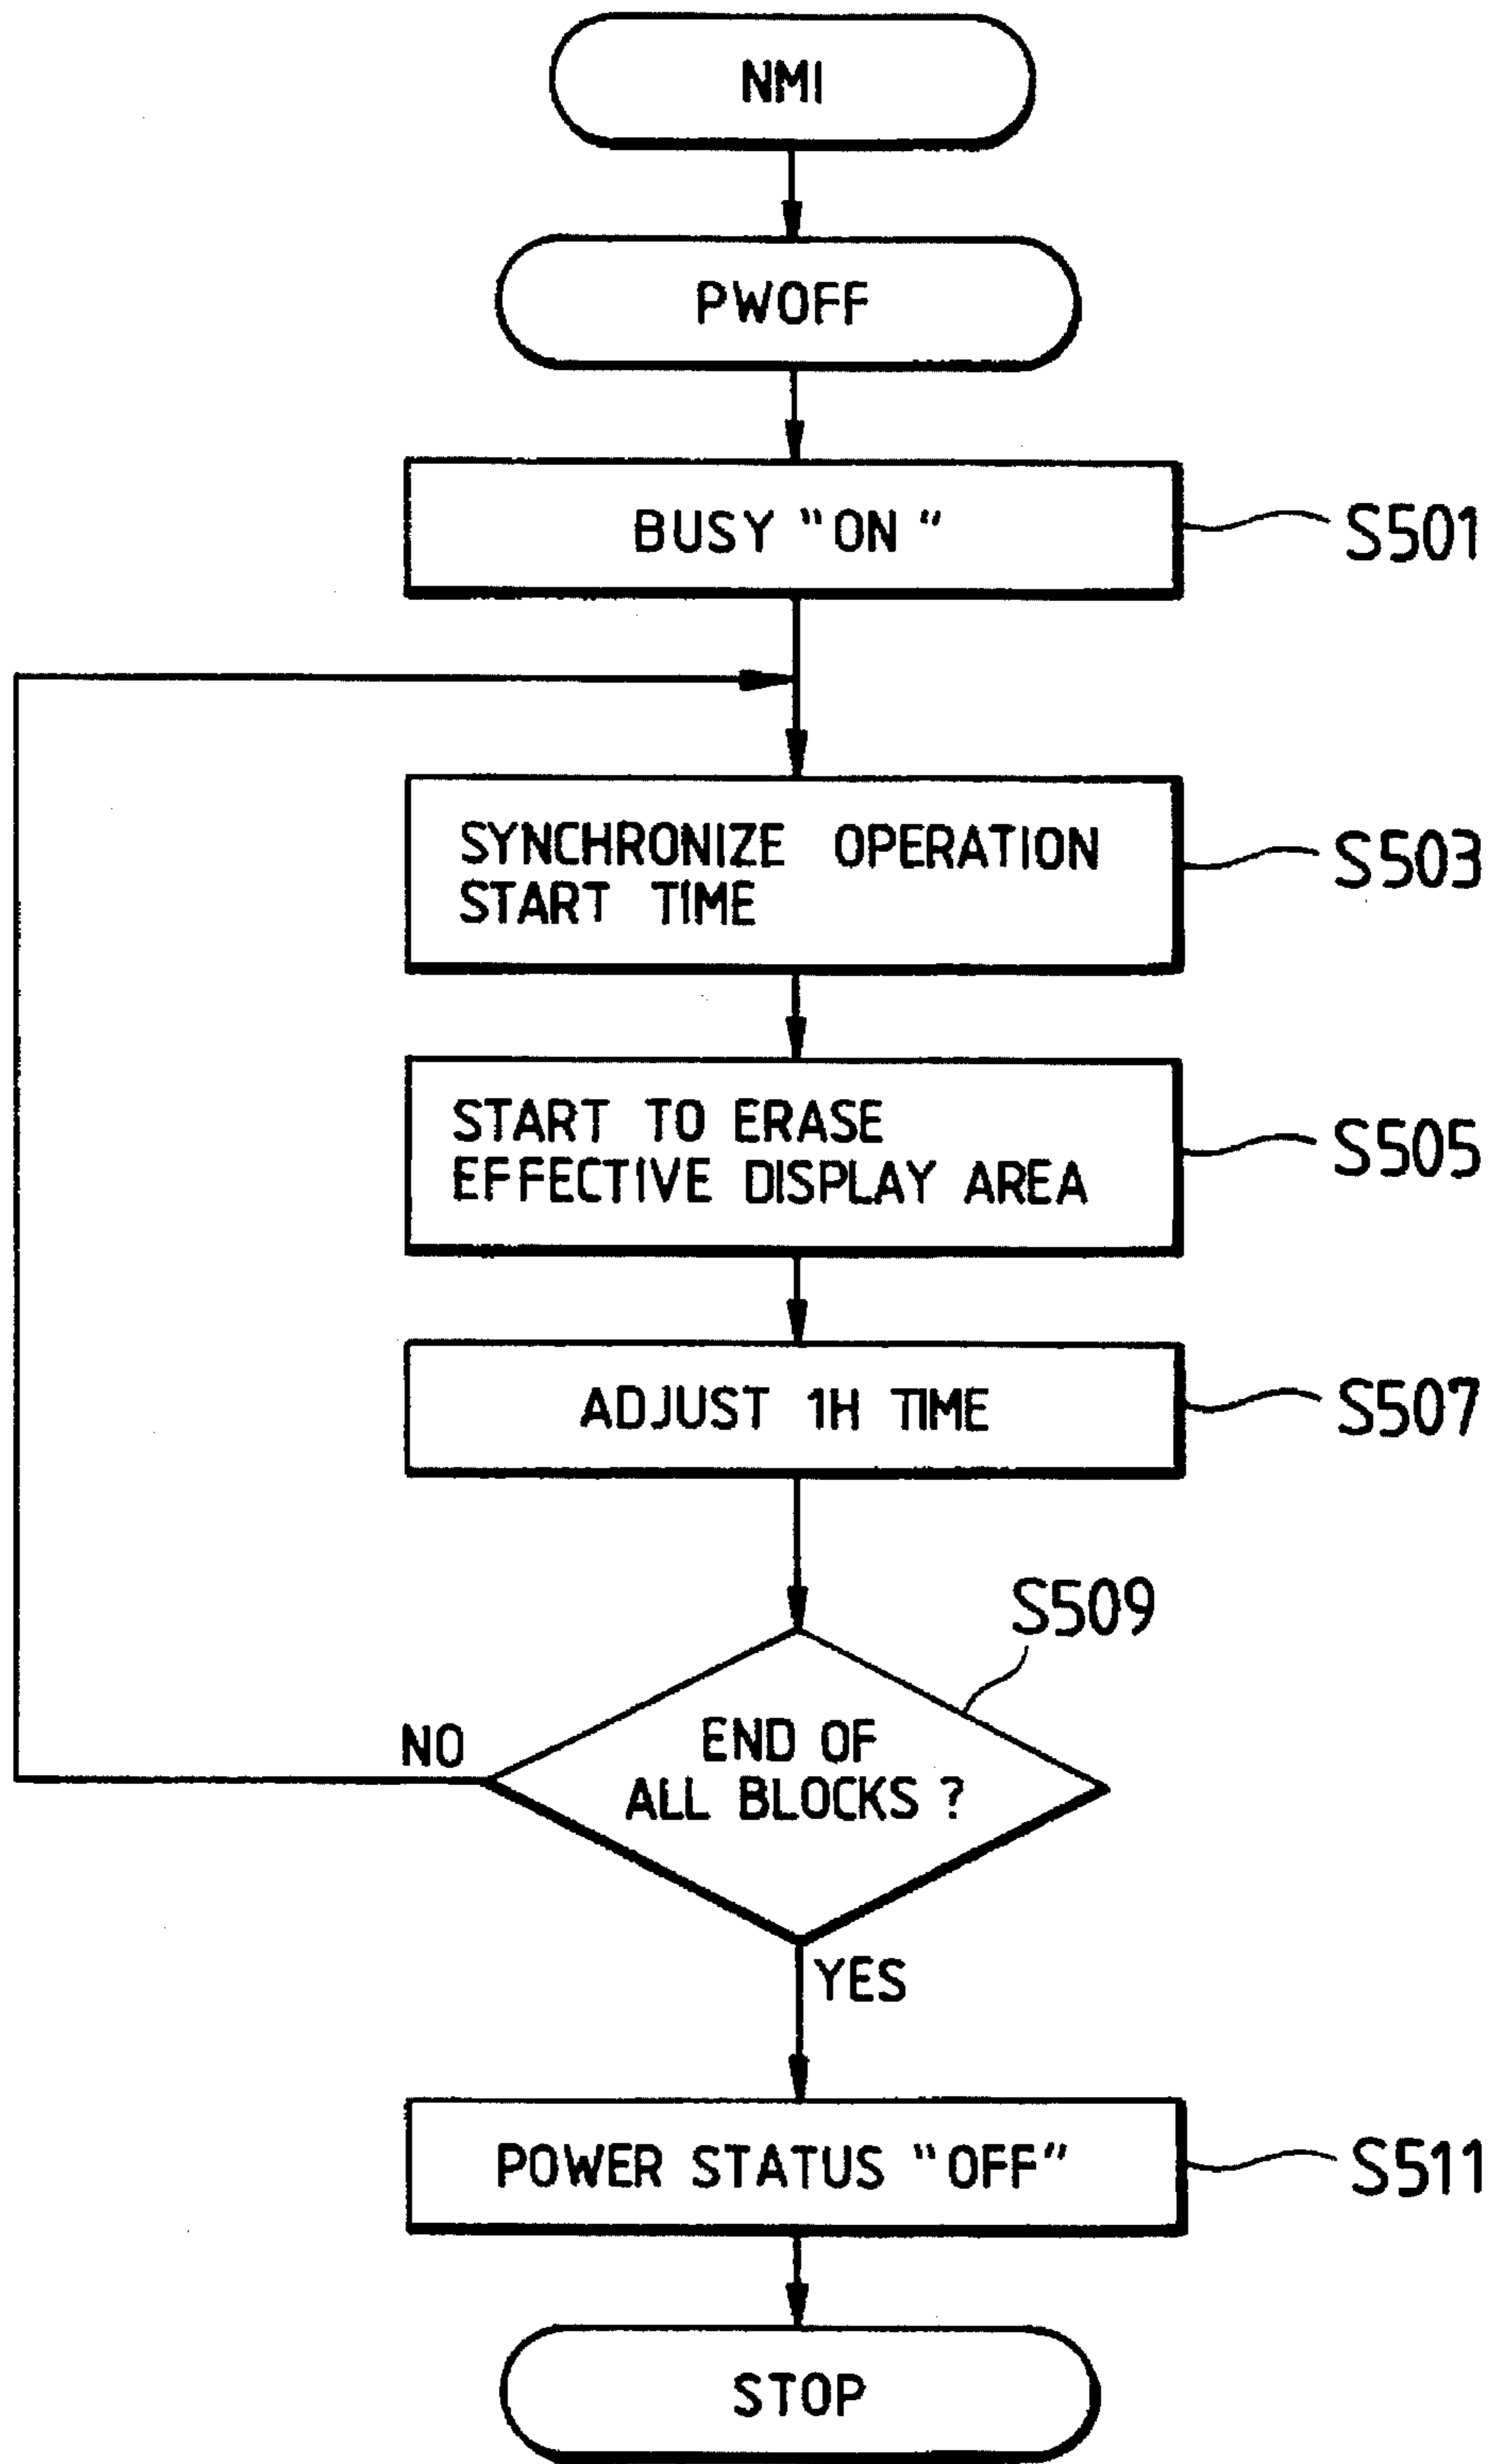 NMI
PWOFF
BUSY "ON"
S501
SYNCHRONIZE OPERATION
START TIME
S503
START TO ERASE
EFFECTIVE DISPLAY AREA
S505
ADJUST 1H TIME
S507
S509
END OF
ALL BLOCKS ?
NO
YES
POWER STATUS "OFF"
S511
STOP